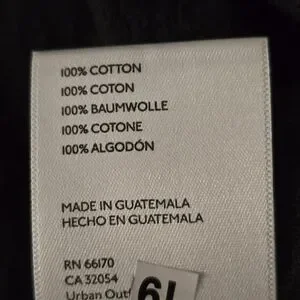 100% COTTON
100% COTON
100% BAUMWOLLE
100% COTONE
100% ALGODÓN
MADE IN GUATEMALA
HECHO EN GUATEMALA
RN 66170
CA 32054
Urban